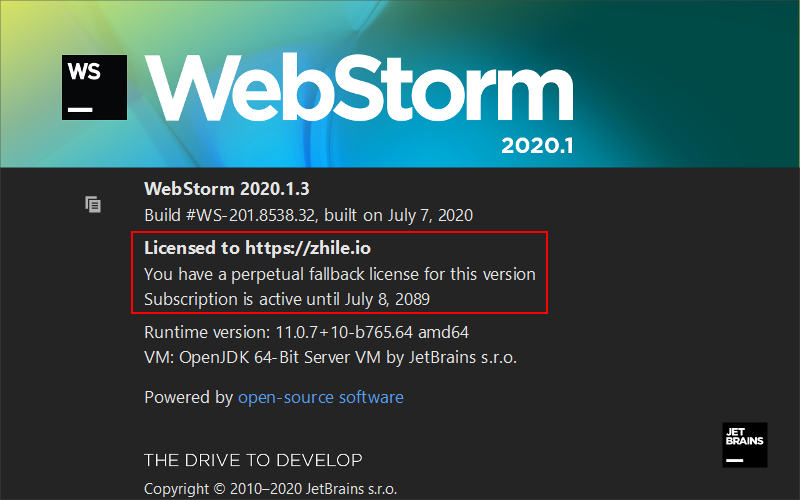 WS
WebStorm
2020.1
WebStorm 2020.1.3
Build #WS-201.8538.32, built on July 7, 2020
Licensed to https://zhile.io
You have a perpetual fallback license for this version
Subscription is active until July 8, 2089
Runtime version: 11.0.7+10-b765.64 amd64
VM: OpenJDK 64-Bit Server VM by JetBrains s.r.o.
Powered by open-source software
JET
BRAINS
THE DRIVE TO DEVELOP
Copyright © 2010–2020 JetBrains s.r.o.